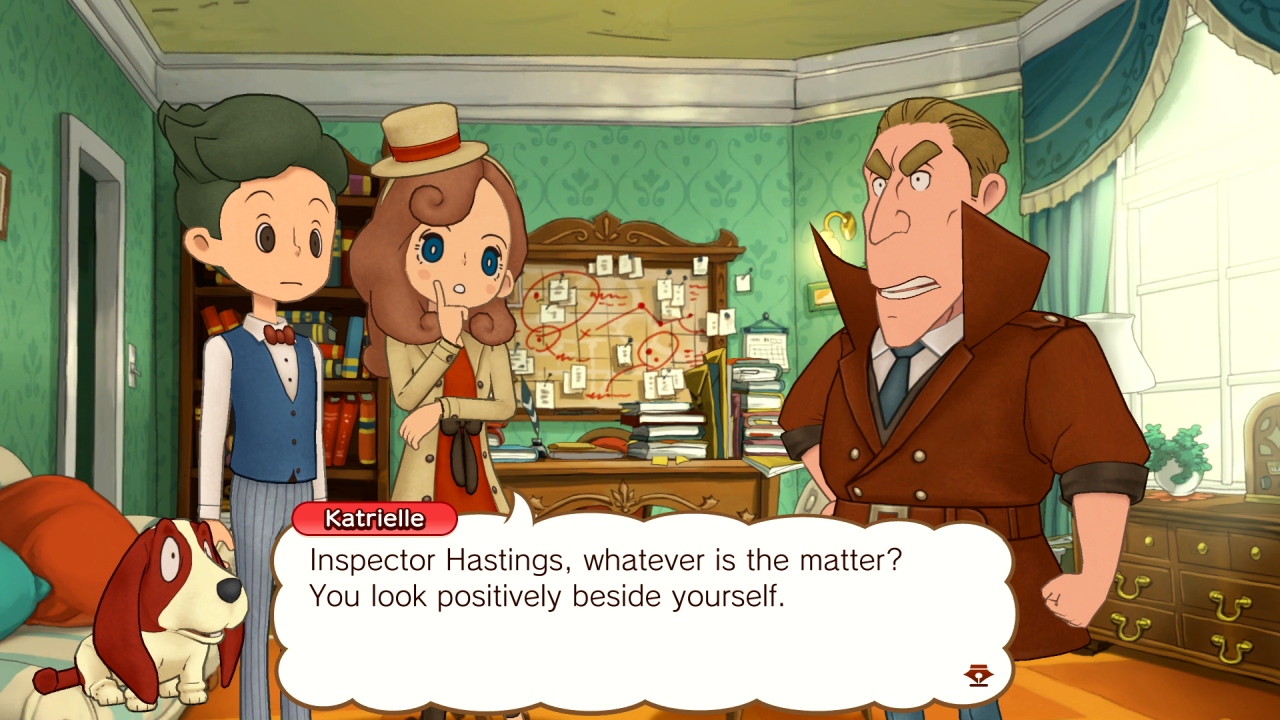 Katrielle
Inspector Hastings, whatever is the matter?
You look positively beside yourself.